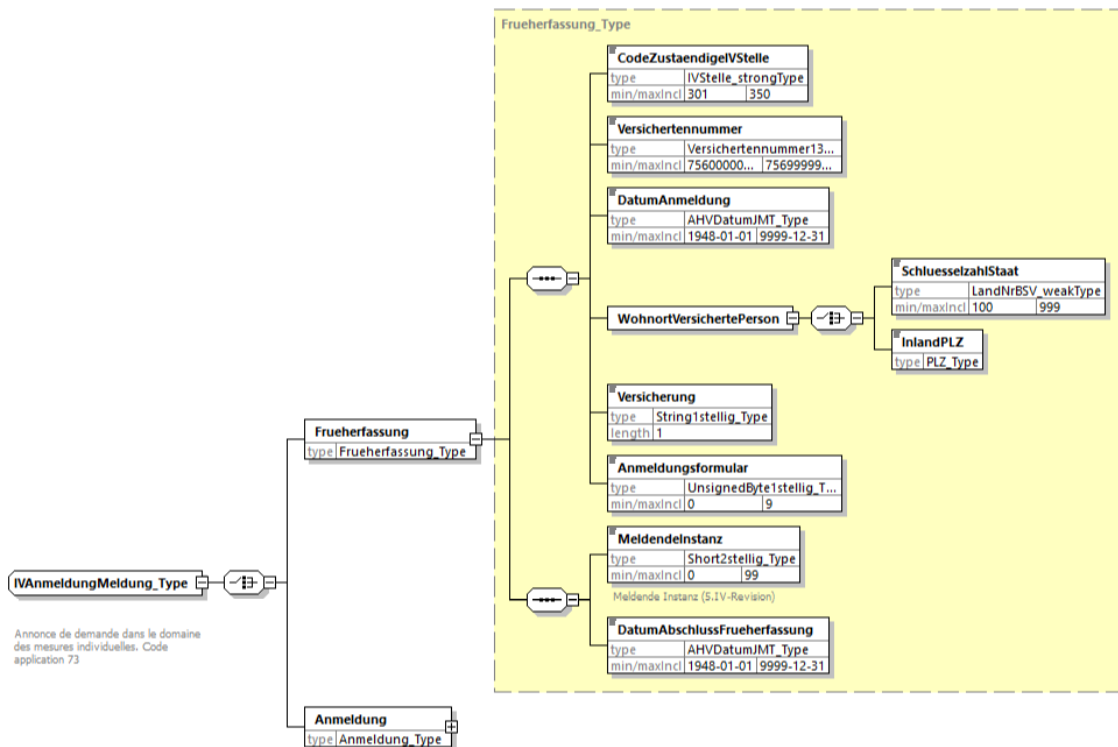 Frueherfassung_Type
CodeZustaendigeIVStelle
type IVStelle_strongType
min/maxIncl 301 350
Versichertennummer
type Versichertennummer13...
min/maxIncl 75600000... 75699999...
DatumAnmeldung
type AHVDatumJMT_Type
min/maxIncl 1948-01-01 9999-12-31
WohnortVersichertePerson
SchluesselzahlStaat
type LandNrBSV_weakType
min/maxIncl 100 999
InlandPLZ
type PLZ_Type
Versicherung
type String1stellig_Type
length 1
Anmeldungsformular
type UnsignedByte1stellig_T...
min/maxIncl 0 9
Frueherfassung
type Frueherfassung_Type
MeldendeInstanz
type Short2stellig_Type
min/maxIncl 0 99
Meldende Instanz (5.IV-Revision)
DatumAbschlussFrueherfassung
type AHVDatumJMT_Type
min/maxIncl 1948-01-01 9999-12-31
IVAnmeldungMeldung_Type
Annonce de demande dans le domaine
des mesures individuelles. Code
application 73
Anmeldung
type Anmeldung_Type